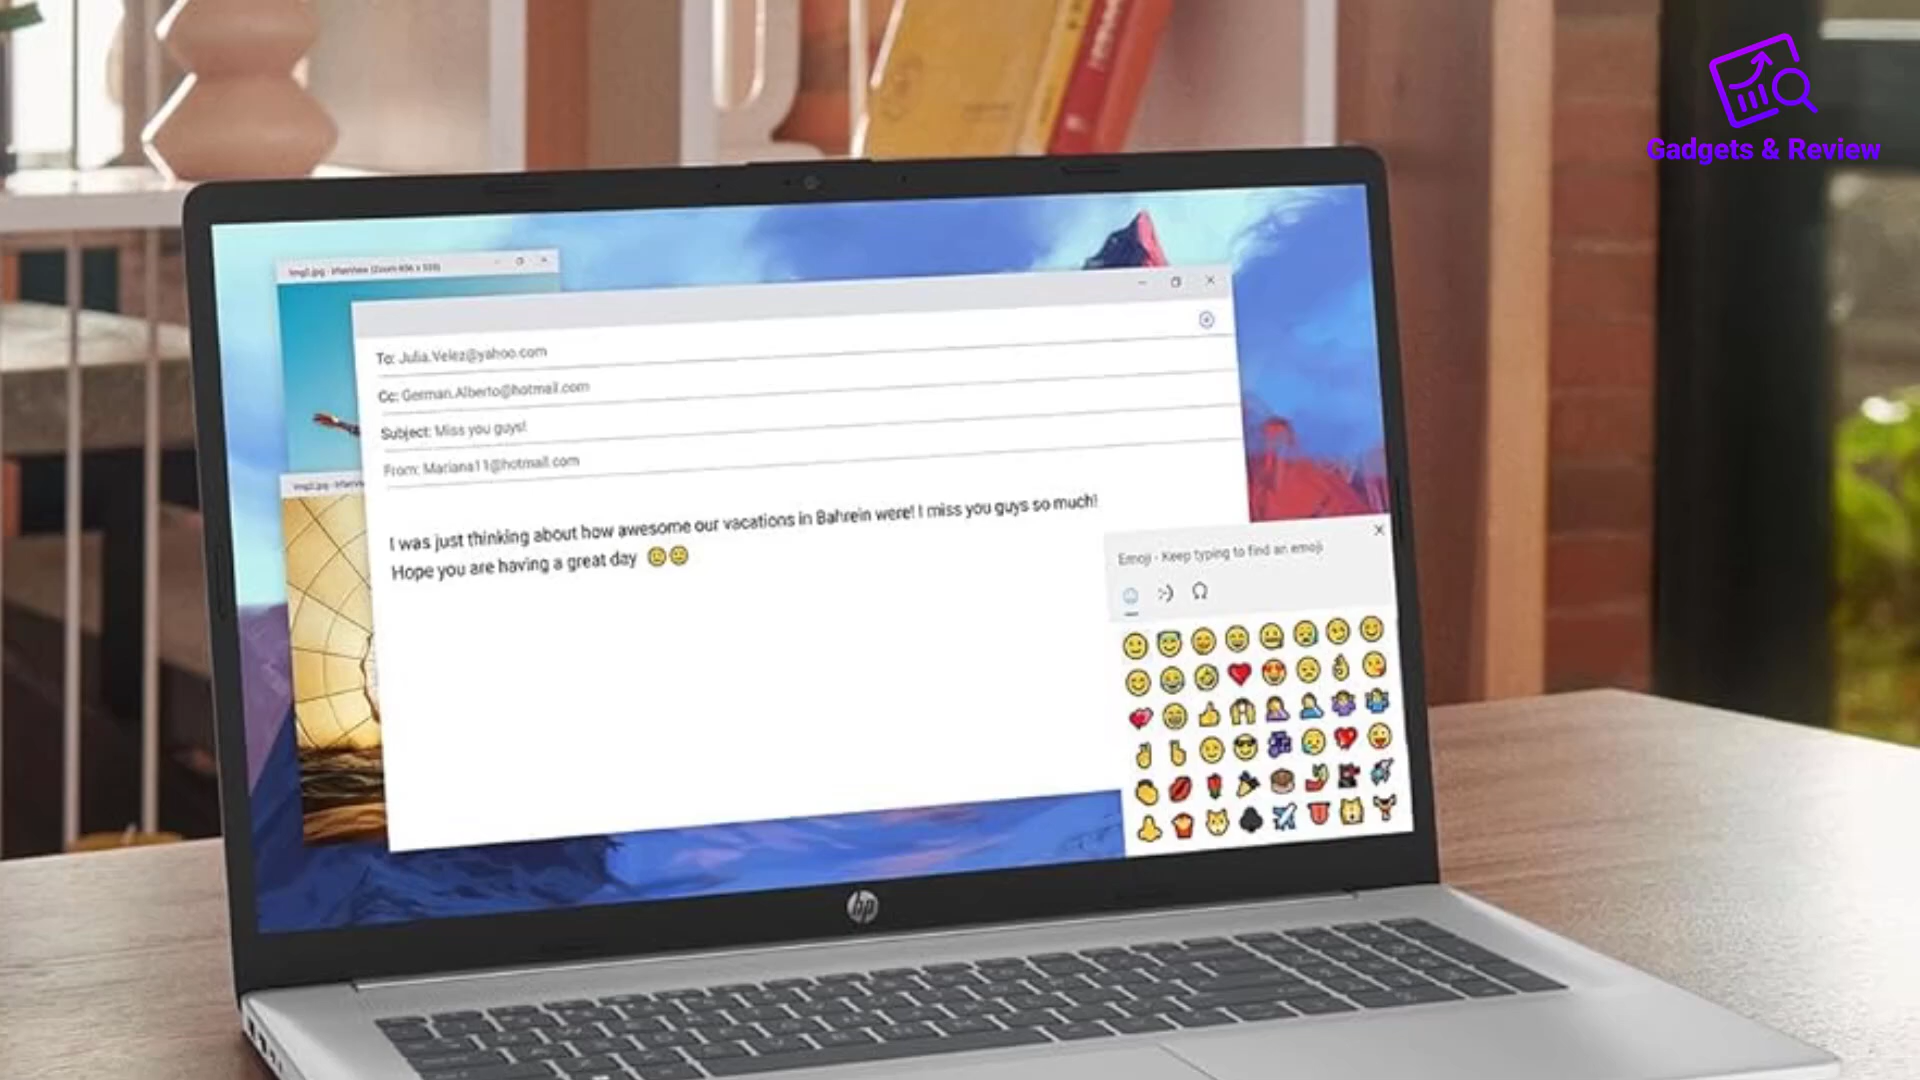 Gadgets & Review
To: Julia.Velez@yahoo.com
Cc: German.Alberto@hotmail.com
Subject: Miss you guys!
From: Mariana11@hotmail.com
I was just thinking about how awesome our vacations in Bahrein were! I miss you guys so much!
Hope you are having a great day
Emoji - Keep typing to find an emoji
:-)
hp